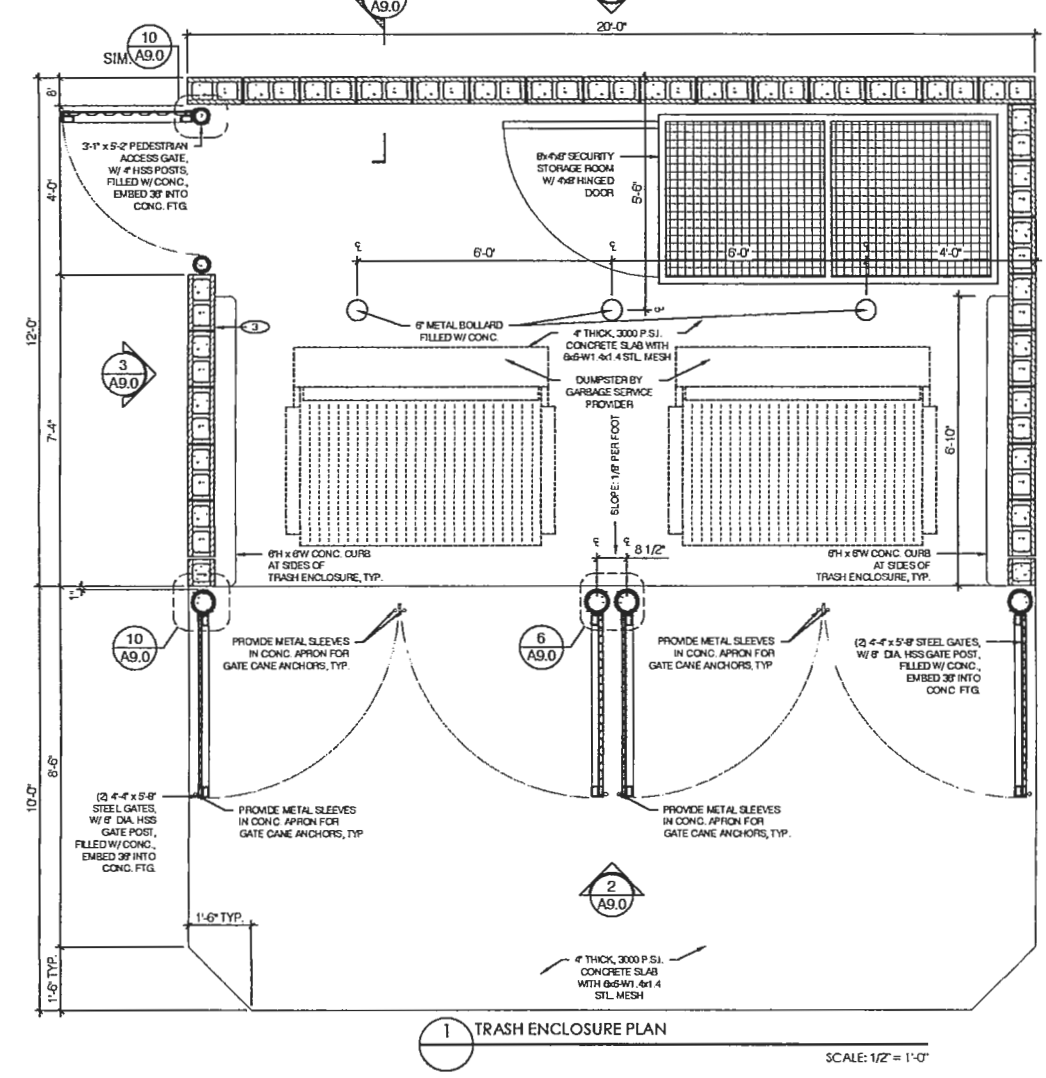 A9.0
20'-0"
10
SIM. A9.0
8"
3'-1" x 5'-2" PEDESTRIAN
ACCESS GATE,
W/ 4" HSS POSTS,
FILLED W/ CONC.,
EMBED 36" INTO
CONC. FTG.
4'-0"
8'x4'x8' SECURITY
STORAGE ROOM
W/ 4'x8' HINGED
DOOR
5'-6"
6'-0"
6'-0"
4'-0"
12'-0"
3
3
A9.0
6" METAL BOLLARD
FILLED W/ CONC.
4" THICK, 3000 P.S.I.
CONCRETE SLAB WITH
6x6-W1.4x1.4 STL. MESH
DUMPSTER BY
GARBAGE SERVICE
PROVIDER
7'-4"
SLOPE: 1/8" PER FOOT
6'-10"
8 1/2"
6"H x 6"W CONC. CURB
AT SIDES OF
TRASH ENCLOSURE, TYP.
6"H x 6"W CONC. CURB
AT SIDES OF
TRASH ENCLOSURE, TYP.
1"
10
A9.0
6
A9.0
PROVIDE METAL SLEEVES
IN CONC. APRON FOR
GATE CANE ANCHORS, TYP.
PROVIDE METAL SLEEVES
IN CONC. APRON FOR
GATE CANE ANCHORS, TYP
(2) 4'-4" x 5'-8" STEEL GATES,
W/ 6" DIA. HSS GATE POST,
FILLED W/ CONC.,
EMBED 36" INTO
CONC FTG.
8'-6"
10'-0"
(2) 4'-4" x 5'-8"
STEEL GATES,
W/ 6" DIA. HSS
GATE POST,
FILLED W/ CONC.,
EMBED 36" INTO
CONC. FTG.
PROVIDE METAL SLEEVES
IN CONC. APRON FOR
GATE CANE ANCHORS, TYP
PROVIDE METAL SLEEVES
IN CONC. APRON FOR
GATE CANE ANCHORS, TYP.
2
A9.0
1'-6" TYP.
1'-6" TYP.
4" THICK, 3000 P.S.I.
CONCRETE SLAB
WITH 6x6-W1.4x1.4
STL. MESH
1 TRASH ENCLOSURE PLAN
SCALE: 1/2" = 1'-0"